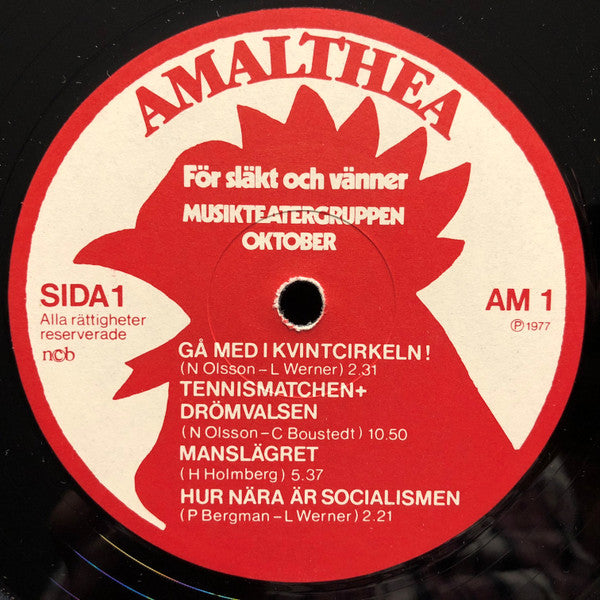 AMALTHEA
För släkt och vänner
MUSIKTEATERGRUPPEN
OKTOBER
SIDA 1
Alla rättigheter
reserverade
ncb
AM 1
Ⓟ 1977
GÅ MED I KVINTCIRKELN!
(N Olsson–L Werner) 2.31
TENNISMATCHEN+
DRÖMVALSEN
(N Olsson–C Boustedt) 10.50
MANSLÄGRET
(H Holmberg) 5.37
HUR NÄRA ÄR SOCIALISMEN
(P Bergman–L Werner) 2.21